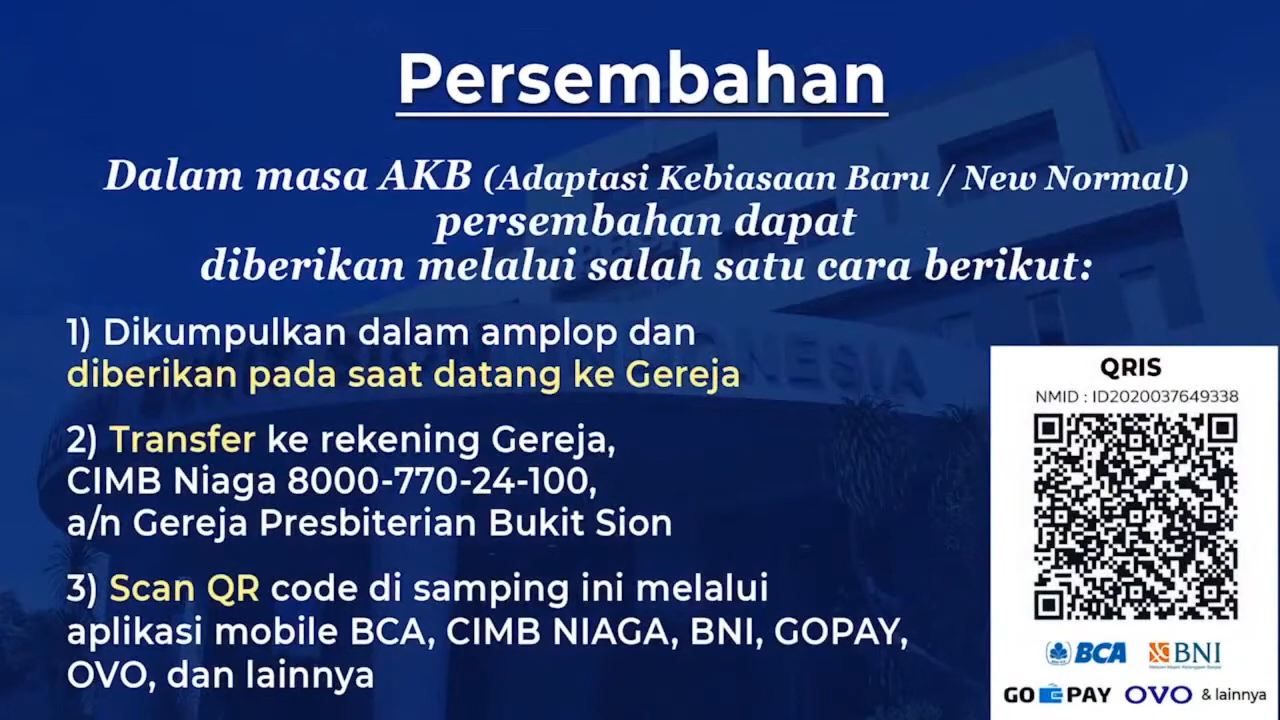 Persembahan
Dalam masa AKB (Adaptasi Kebiasaan Baru / New Normal)
persembahan dapat
diberikan melalui salah satu cara berikut:
1) Dikumpulkan dalam amplop dan
diberikan pada saat datang ke Gereja
2) Transfer ke rekening Gereja,
CIMB Niaga 8000-770-24-100,
a/n Gereja Presbiterian Bukit Sion
3) Scan QR code di samping ini melalui
aplikasi mobile BCA, CIMB NIAGA, BNI, GOPAY,
OVO, dan lainnya
QRIS
NMID : ID2020037649338
BCA BNI
GO PAY OVO & lainnya